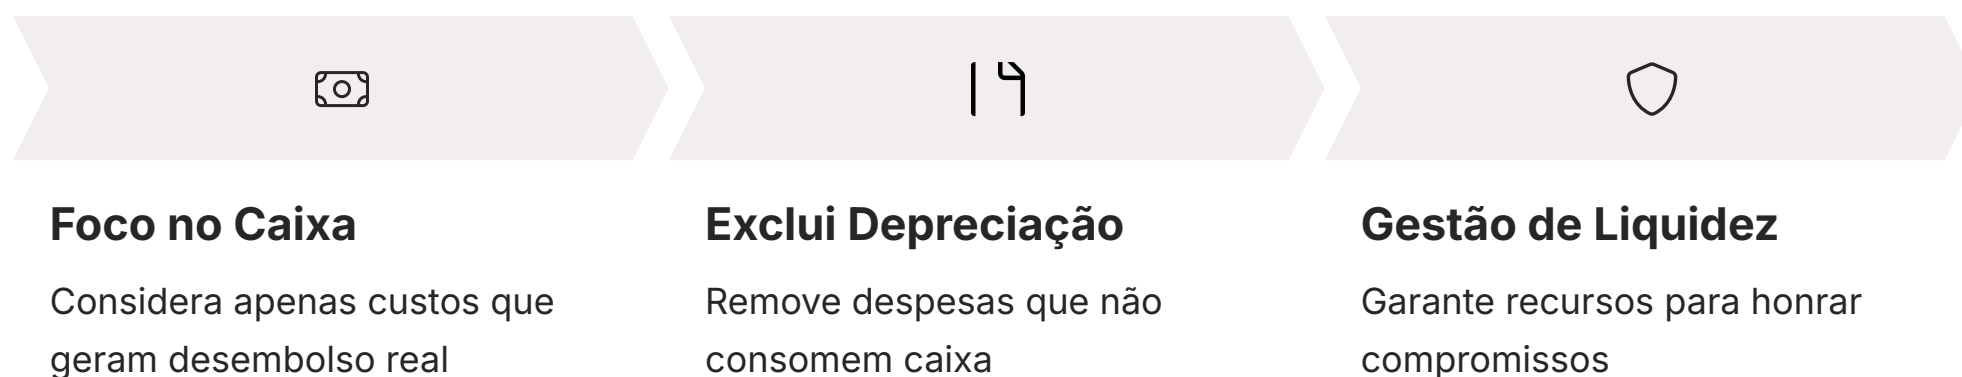 Foco no Caixa
Considera apenas custos que
geram desembolso real
Exclui Depreciação
Remove despesas que não
consomem caixa
Gestão de Liquidez
Garante recursos para honrar
compromissos